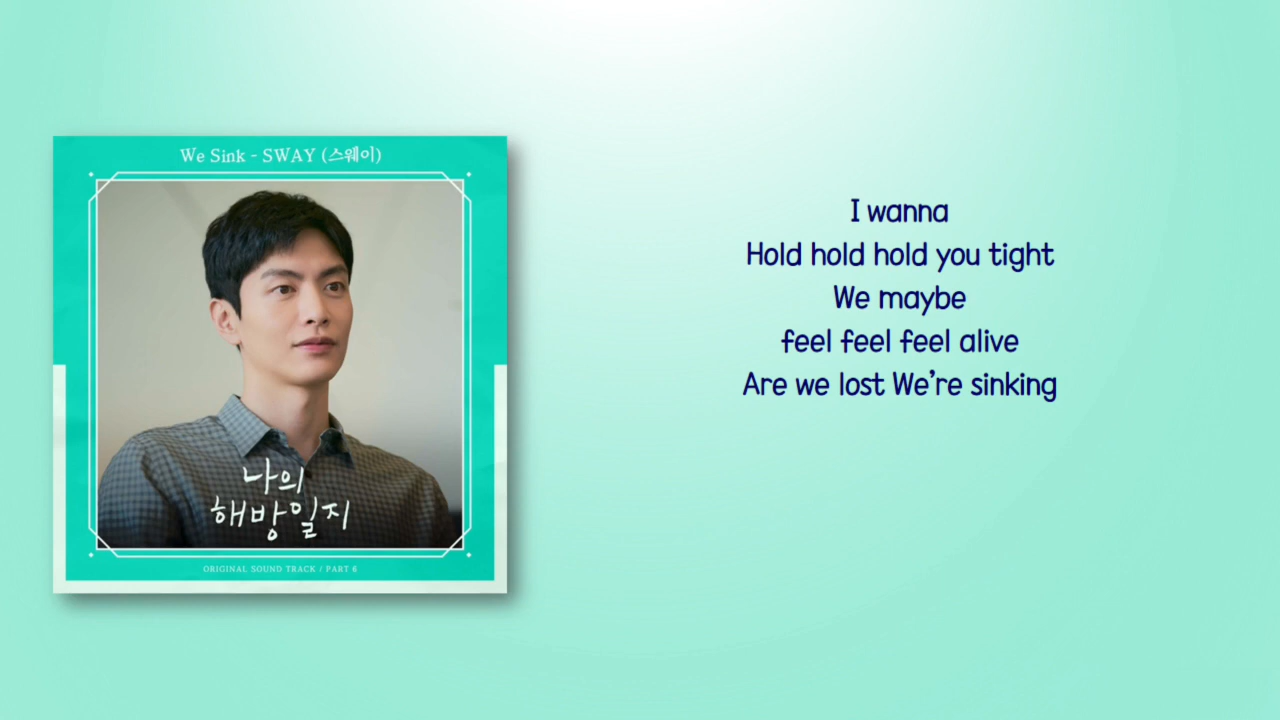 We Sink - SWAY (스웨이)
나의
해방일지
ORIGINAL SOUND TRACK / PART 6
I wanna
Hold hold hold you tight
We maybe
feel feel feel alive
Are we lost We're sinking